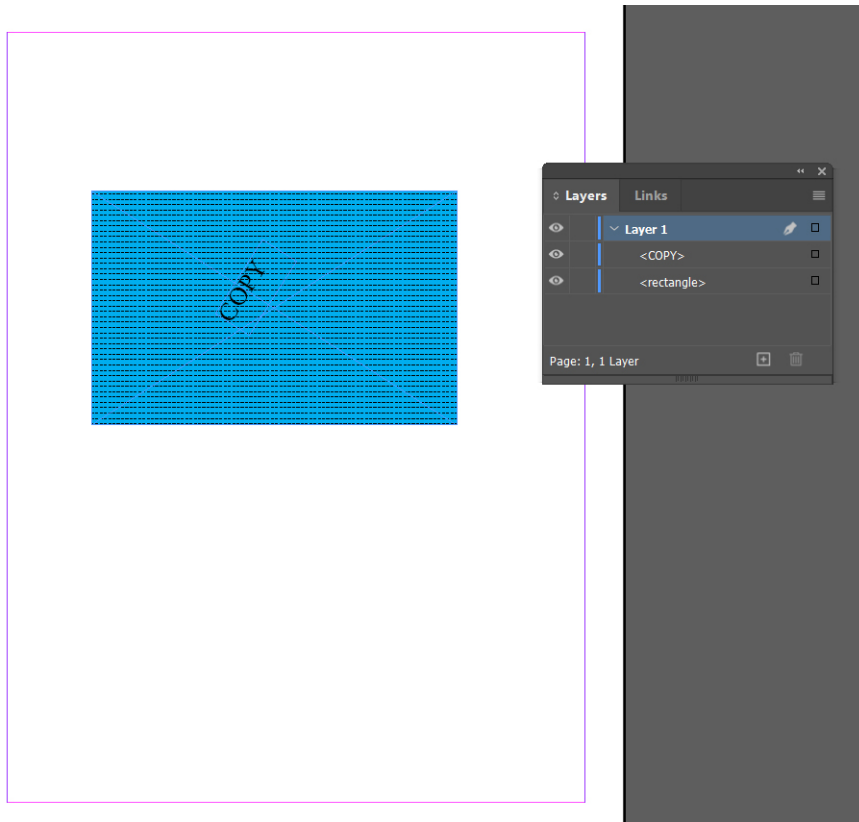 COPY
Layers Links
Layer 1
<COPY>
<rectangle>
Page: 1, 1 Layer